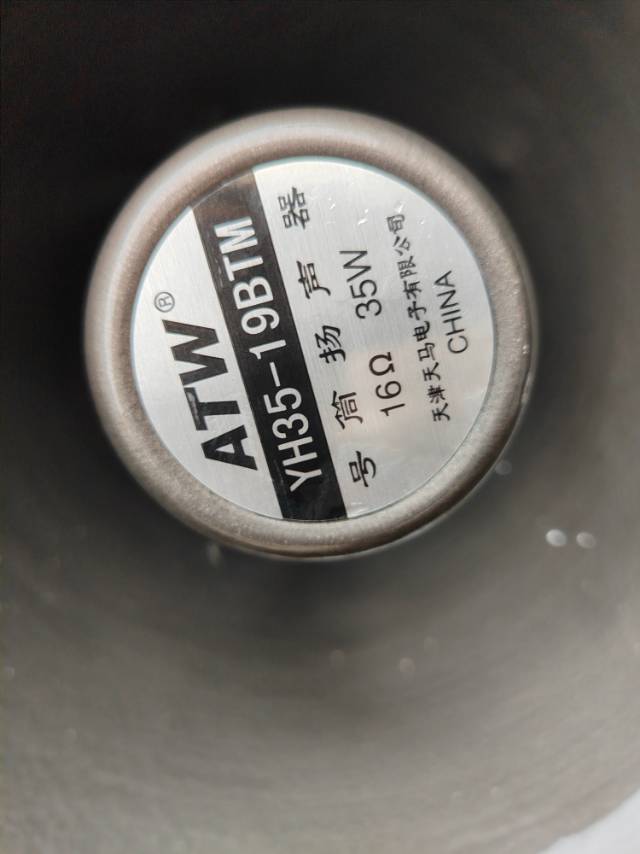 ATW®
YH35-19BTM
号筒扬声器
16Ω 35W
天津天马电子有限公司
CHINA